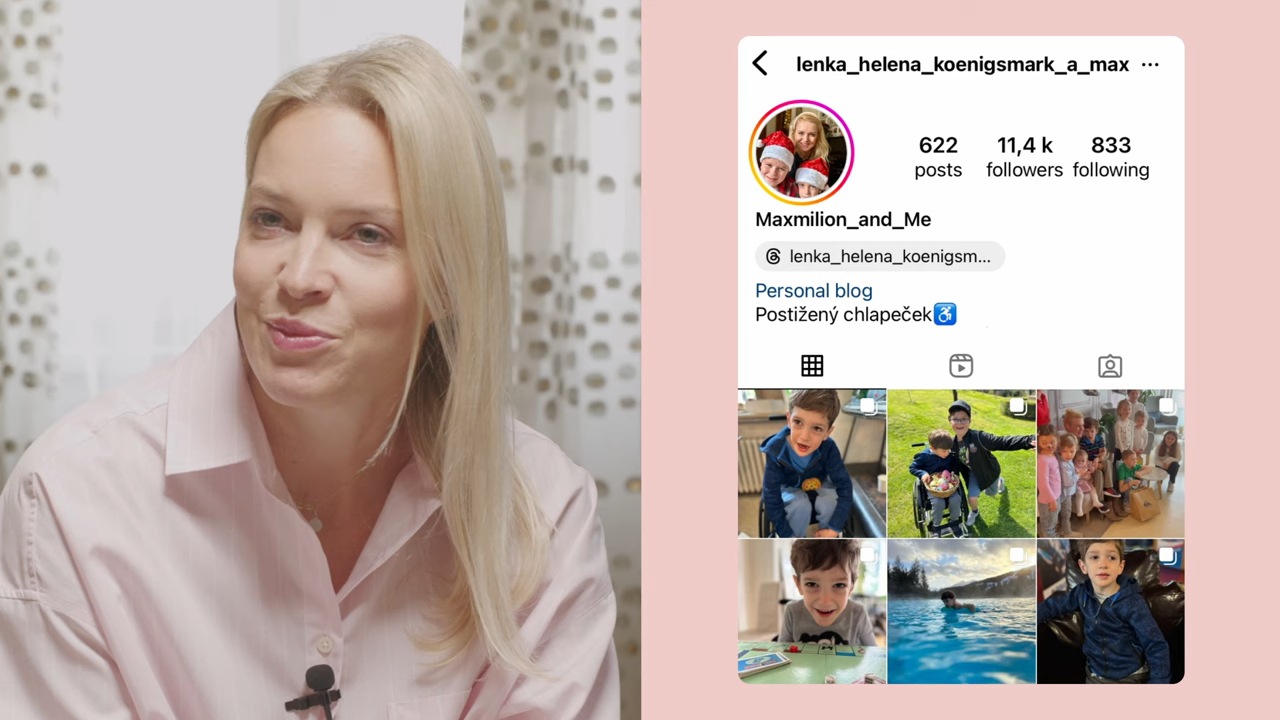 lenka_helena_koenigsmark_a_max ...
622 11,4 k 833
posts followers following
Maxmilion_and_Me
lenka_helena_koenigsm...
Personal blog
Postižený chlapeček♿